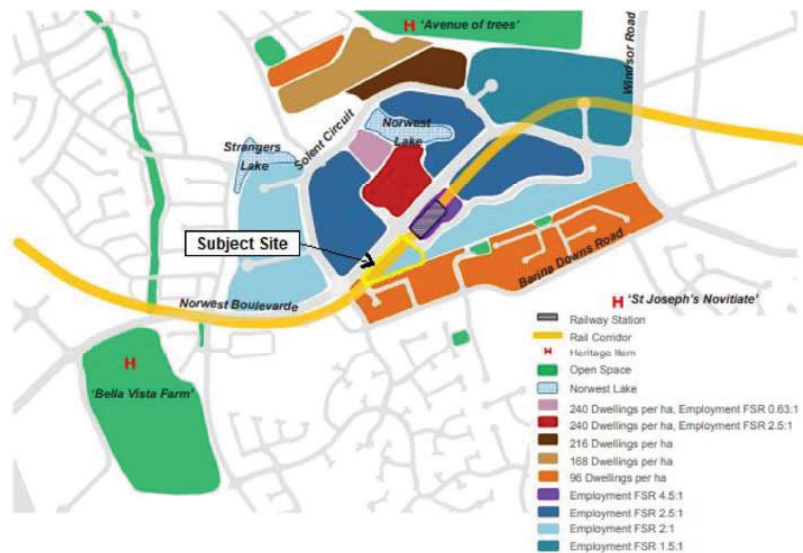 H 'Avenue of trees'
Windsor Road
Norwest
Lake
Solent Circuit
Strangers
Lake
Subject Site
Barina Downs Road
Norwest Boulevarde
H 'St Joseph's Novitiate'
H
'Bella Vista Farm'
Railway Station
Rail Corridor
H Heritage Item
Open Space
Norwest Lake
240 Dwellings per ha, Employment FSR 0.63:1
240 Dwellings per ha, Employment FSR 2.5:1
216 Dwellings per ha
168 Dwellings per ha
96 Dwellings per ha
Employment FSR 4.5:1
Employment FSR 2.5:1
Employment FSR 2:1
Employment FSR 1.5:1